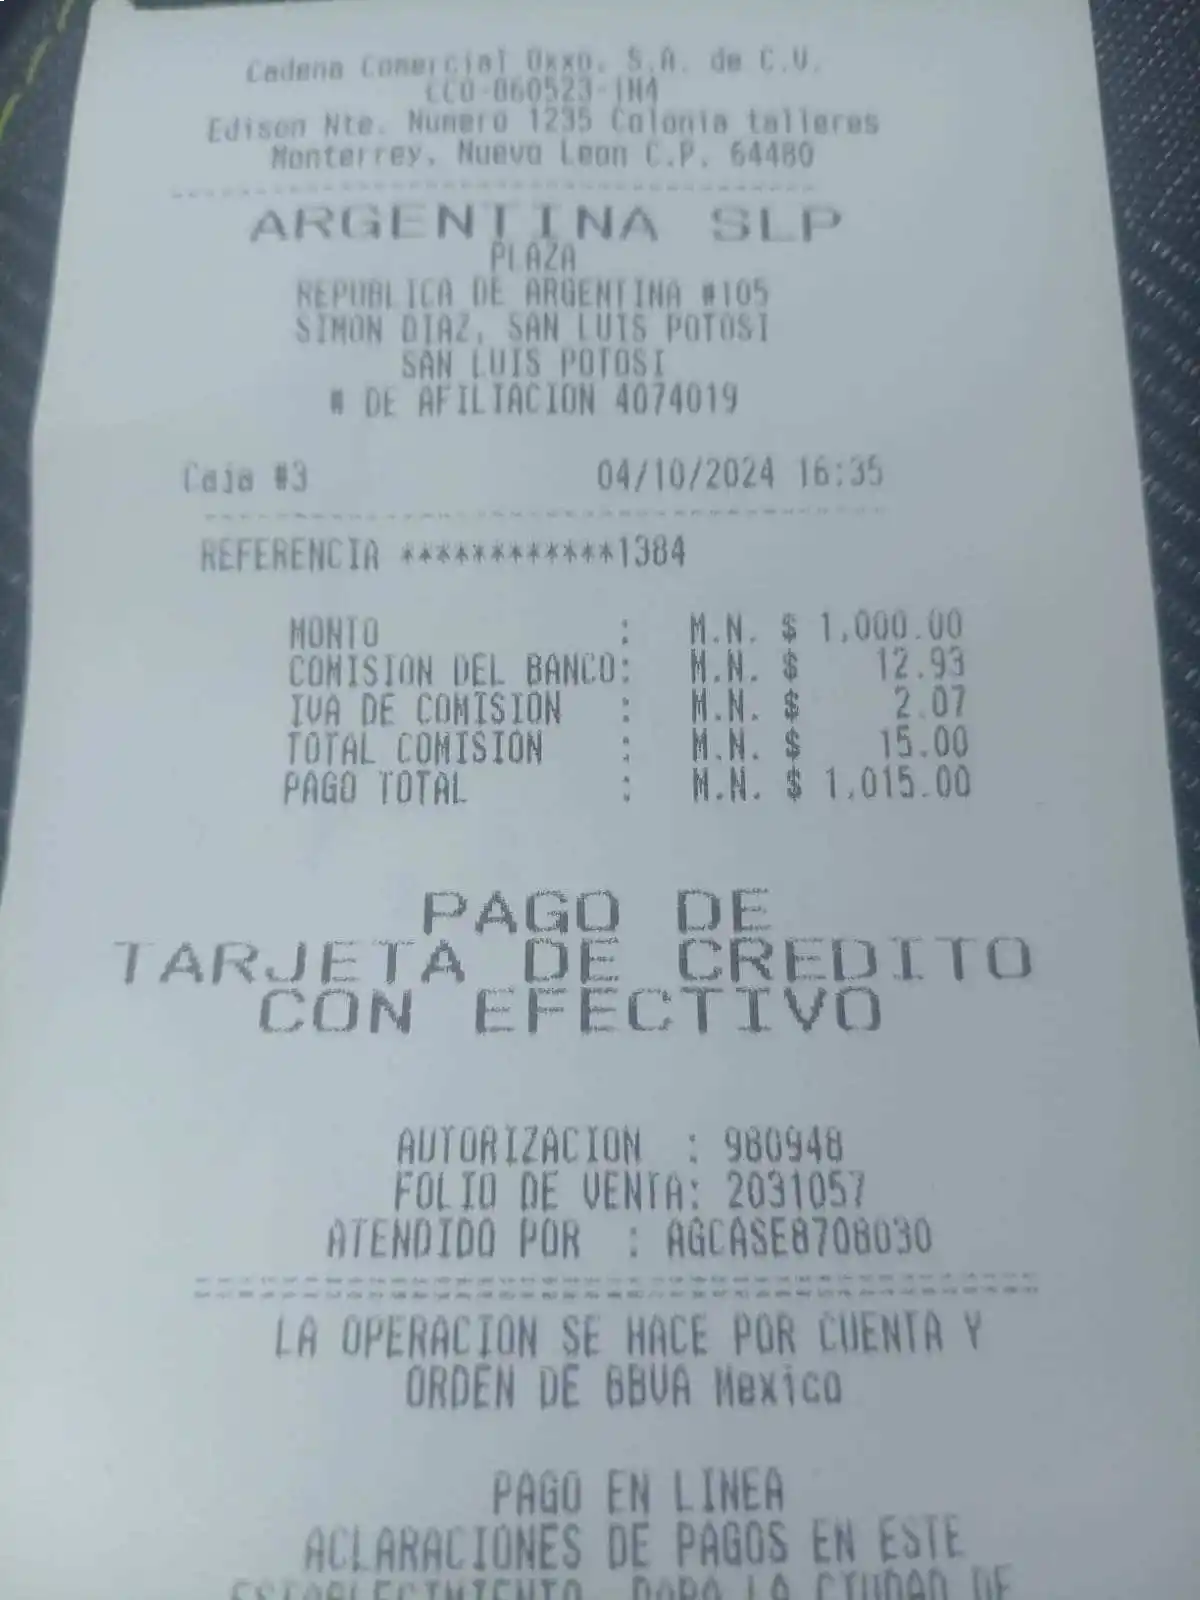 Cadena Comercial Oxxo, S.A. de C.V.
CCO-860523-1N4
Edison Nte. Numero 1235 Colonia talleres
Monterrey, Nuevo Leon C.P. 64480
ARGENTINA SLP
PLAZA
REPUBLICA DE ARGENTINA #105
SIMON DIAZ, SAN LUIS POTOSI
SAN LUIS POTOSI
# DE AFILIACION 4074019
Caja #3 04/10/2024 16:35
REFERENCIA ************1384
MONTO : M.N. $ 1,000.00
COMISION DEL BANCO: M.N. $ 12.93
IVA DE COMISION : M.N. $ 2.07
TOTAL COMISION : M.N. $ 15.00
PAGO TOTAL : M.N. $ 1,015.00
PAGO DE
TARJETA DE CREDITO
CON EFECTIVO
AUTORIZACION : 980948
FOLIO DE VENTA: 2031057
ATENDIDO POR : AGCASE8708030
LA OPERACION SE HACE POR CUENTA Y
ORDEN DE BBVA Mexico
PAGO EN LINEA
ACLARACIONES DE PAGOS EN ESTE
ESTABLECIMIENTO, PARA LA CIUDAD DE